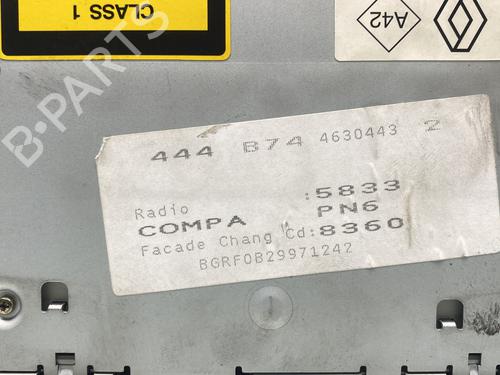 CLASS 1
A42
B-PARTS
444 B74 4630443 2
Radio :5833
COMPA PN6
Facade Chang Cd:8360
BGRF0B29971242